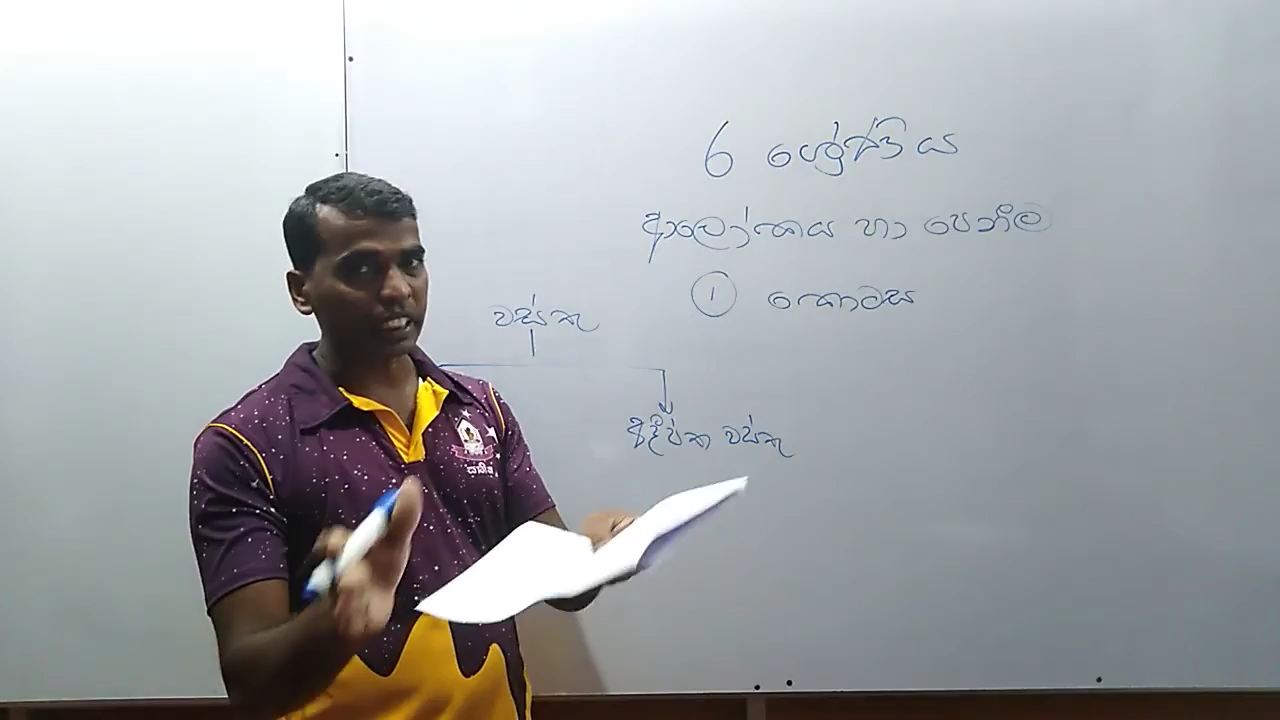 6 ශ්‍රේණිය
ආලෝකය හා පෙනීම
1 කොටස
වස්තු
අදීප්ත වස්තු